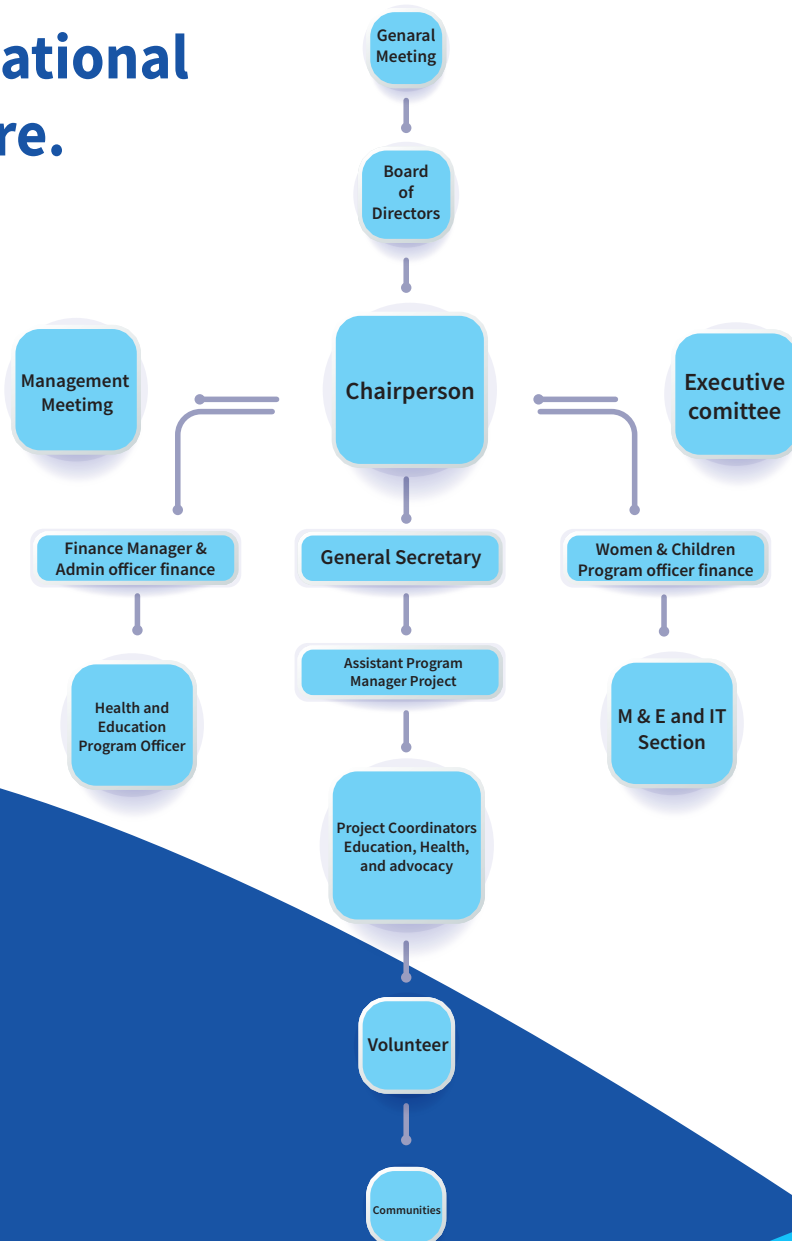 ational
re.
Genaral
Meeting
Board
of
Directors
Management
Meetimg
Chairperson
Executive
comittee
Finance Manager &
Admin officer finance
General Secretary
Women & Children
Program officer finance
Assistant Program
Manager Project
Health and
Education
Program Officer
M & E and IT
Section
Project Coordinators
Education, Health,
and advocacy
Volunteer
Communities